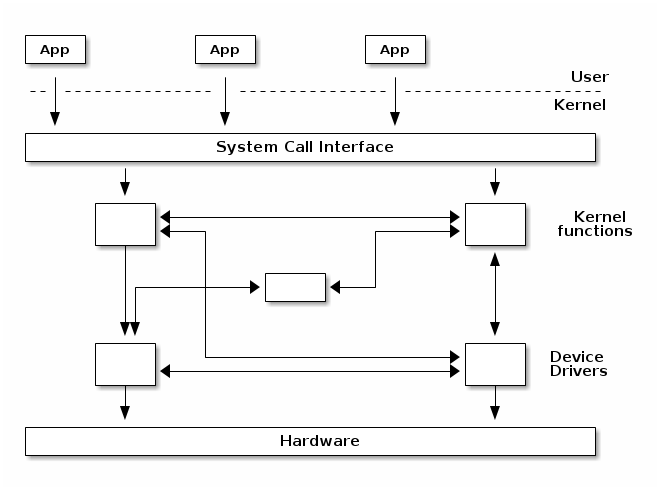 App App App
User
Kernel
System Call Interface
Kernel
functions
Device
Drivers
Hardware